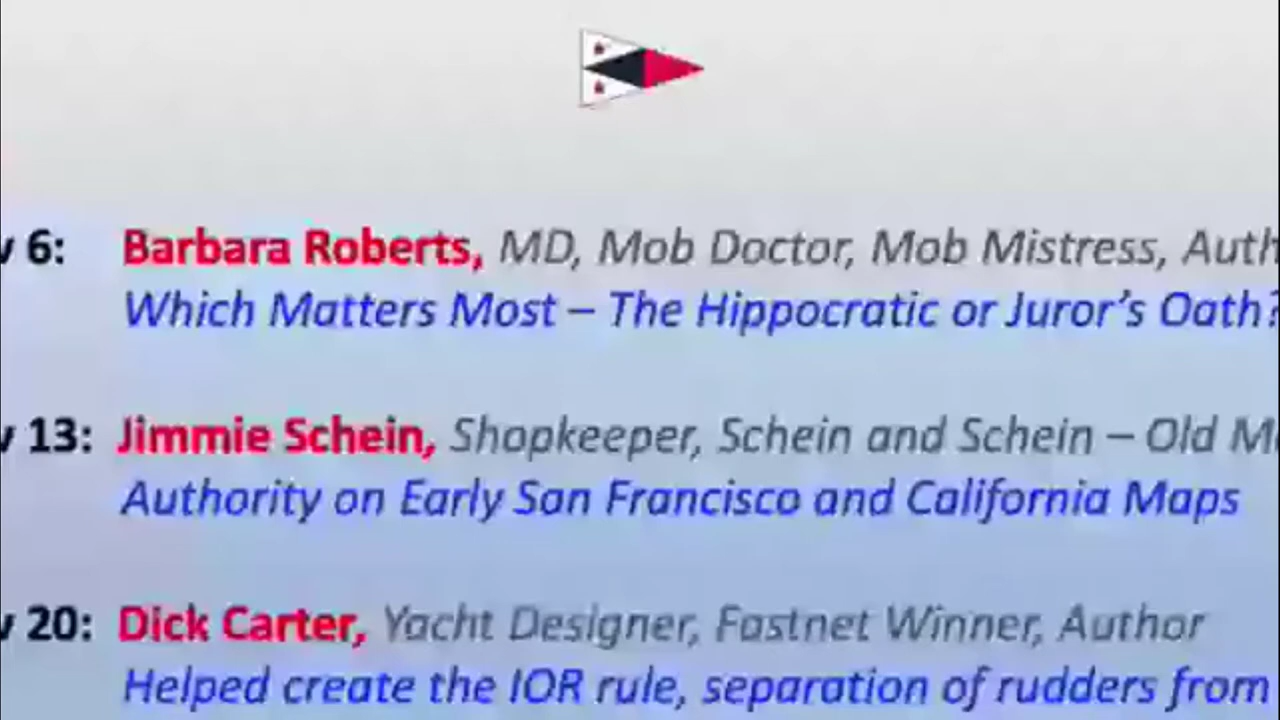 v 6: Barbara Roberts, MD, Mob Doctor, Mob Mistress, Auth
Which Matters Most – The Hippocratic or Juror's Oath?
v 13: Jimmie Schein, Shopkeeper, Schein and Schein – Old M
Authority on Early San Francisco and California Maps
v 20: Dick Carter, Yacht Designer, Fastnet Winner, Author
Helped create the IOR rule, separation of rudders from